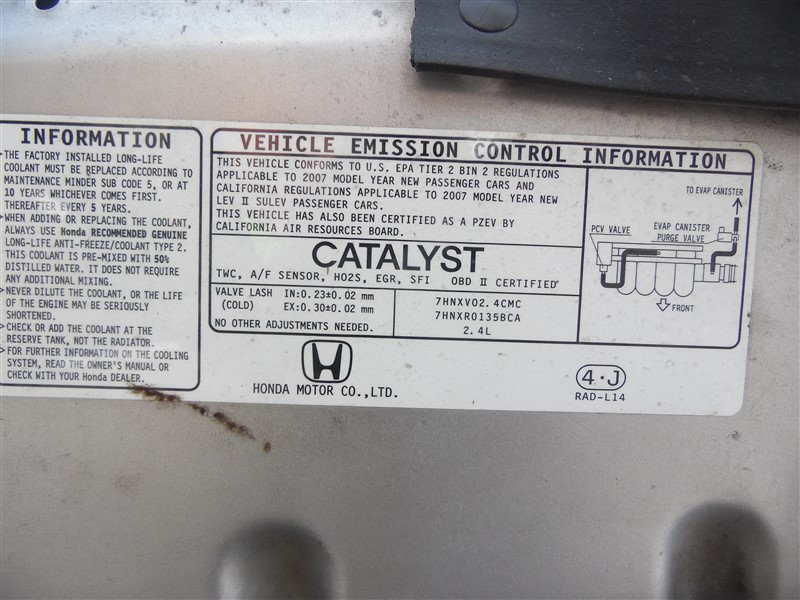 INFORMATION
THE FACTORY INSTALLED LONG-LIFE
COOLANT MUST BE REPLACED ACCORDING TO
MAINTENANCE MINDER SUB CODE 5, OR AT
10 YEARS WHICHEVER COMES FIRST.
THEREAFTER EVERY 5 YEARS.
WHEN ADDING OR REPLACING THE COOLANT,
ALWAYS USE Honda RECOMMENDED GENUINE
LONG-LIFE ANTI-FREEZE/COOLANT TYPE 2.
THIS COOLANT IS PRE-MIXED WITH 50%
DISTILLED WATER. IT DOES NOT REQUIRE
ANY ADDITIONAL MIXING.
NEVER DILUTE THE COOLANT, OR THE LIFE
OF THE ENGINE MAY BE SERIOUSLY
SHORTENED.
CHECK OR ADD THE COOLANT AT THE
RESERVE TANK, NOT THE RADIATOR.
FOR FURTHER INFORMATION ON THE COOLING
SYSTEM, READ THE OWNER'S MANUAL OR
CHECK WITH YOUR Honda DEALER.
VEHICLE EMISSION CONTROL INFORMATION
THIS VEHICLE CONFORMS TO U.S. EPA TIER 2 BIN 2 REGULATIONS
APPLICABLE TO 2007 MODEL YEAR NEW PASSENGER CARS AND
CALIFORNIA REGULATIONS APPLICABLE TO 2007 MODEL YEAR NEW
LEV II SULEV PASSENGER CARS.
THIS VEHICLE HAS ALSO BEEN CERTIFIED AS A PZEV BY
CALIFORNIA AIR RESOURCES BOARD.
CATALYST
TWC, A/F SENSOR, HO2S, EGR, SFI OBD II CERTIFIED
VALVE LASH IN:0.23±0.02 mm
(COLD) EX:0.30±0.02 mm
NO OTHER ADJUSTMENTS NEEDED.
7HNXV02.4CMC
7HNXR0135BCA
2.4L
TO EVAP CANISTER
PCV VALVE
EVAP CANISTER
PURGE VALVE
FRONT
HONDA MOTOR CO.,LTD.
4·J
RAD-L14